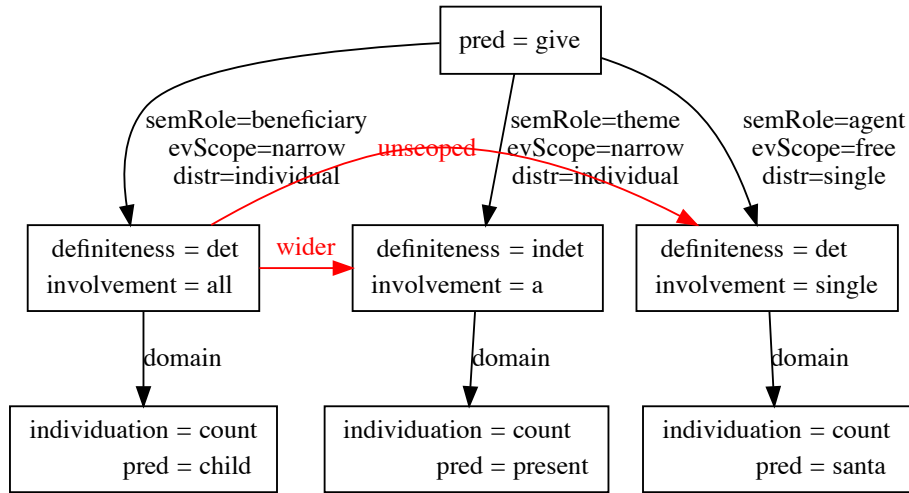 pred = give
semRole=beneficiary
evScope=narrow
distr=individual
semRole=theme
evScope=narrow
distr=individual
semRole=agent
evScope=free
distr=single
unscoped
definiteness = det
involvement = all
wider
definiteness = indet
involvement = a
definiteness = det
involvement = single
domain
domain
domain
individuation = count
pred = child
individuation = count
pred = present
individuation = count
pred = santa